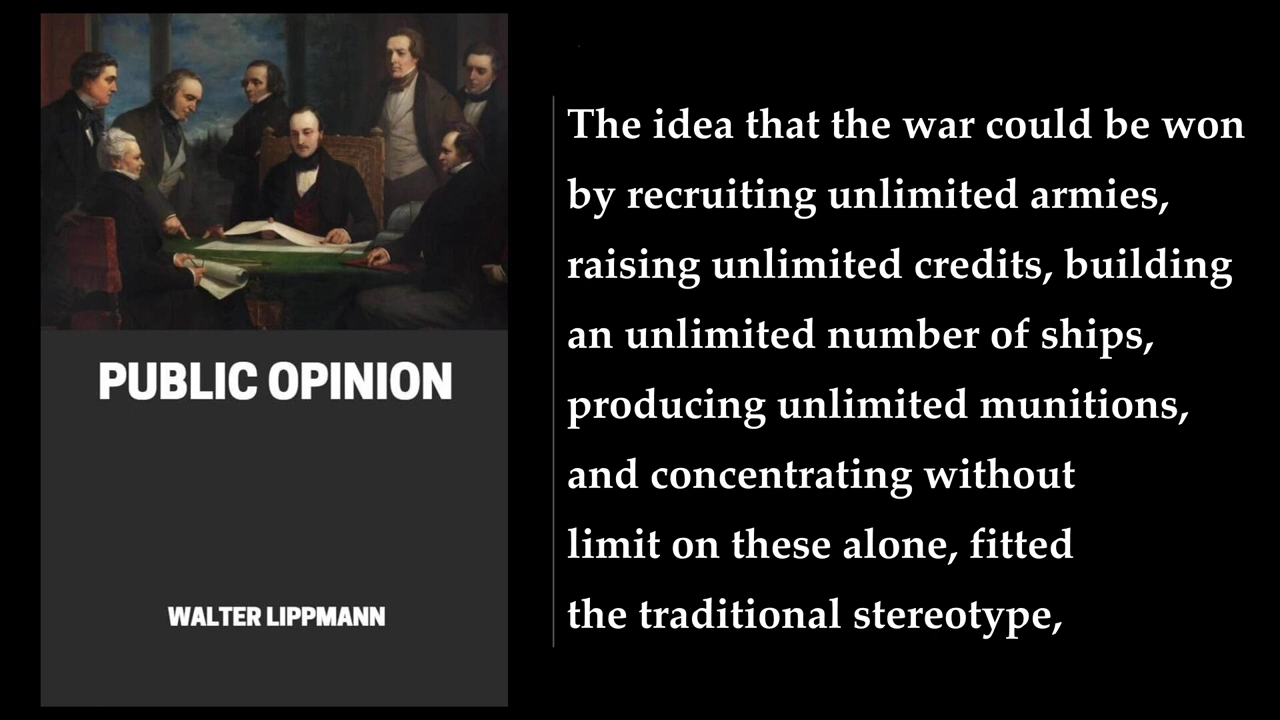 PUBLIC OPINION
WALTER LIPPMANN
The idea that the war could be won
by recruiting unlimited armies,
raising unlimited credits, building
an unlimited number of ships,
producing unlimited munitions,
and concentrating without
limit on these alone, fitted
the traditional stereotype,